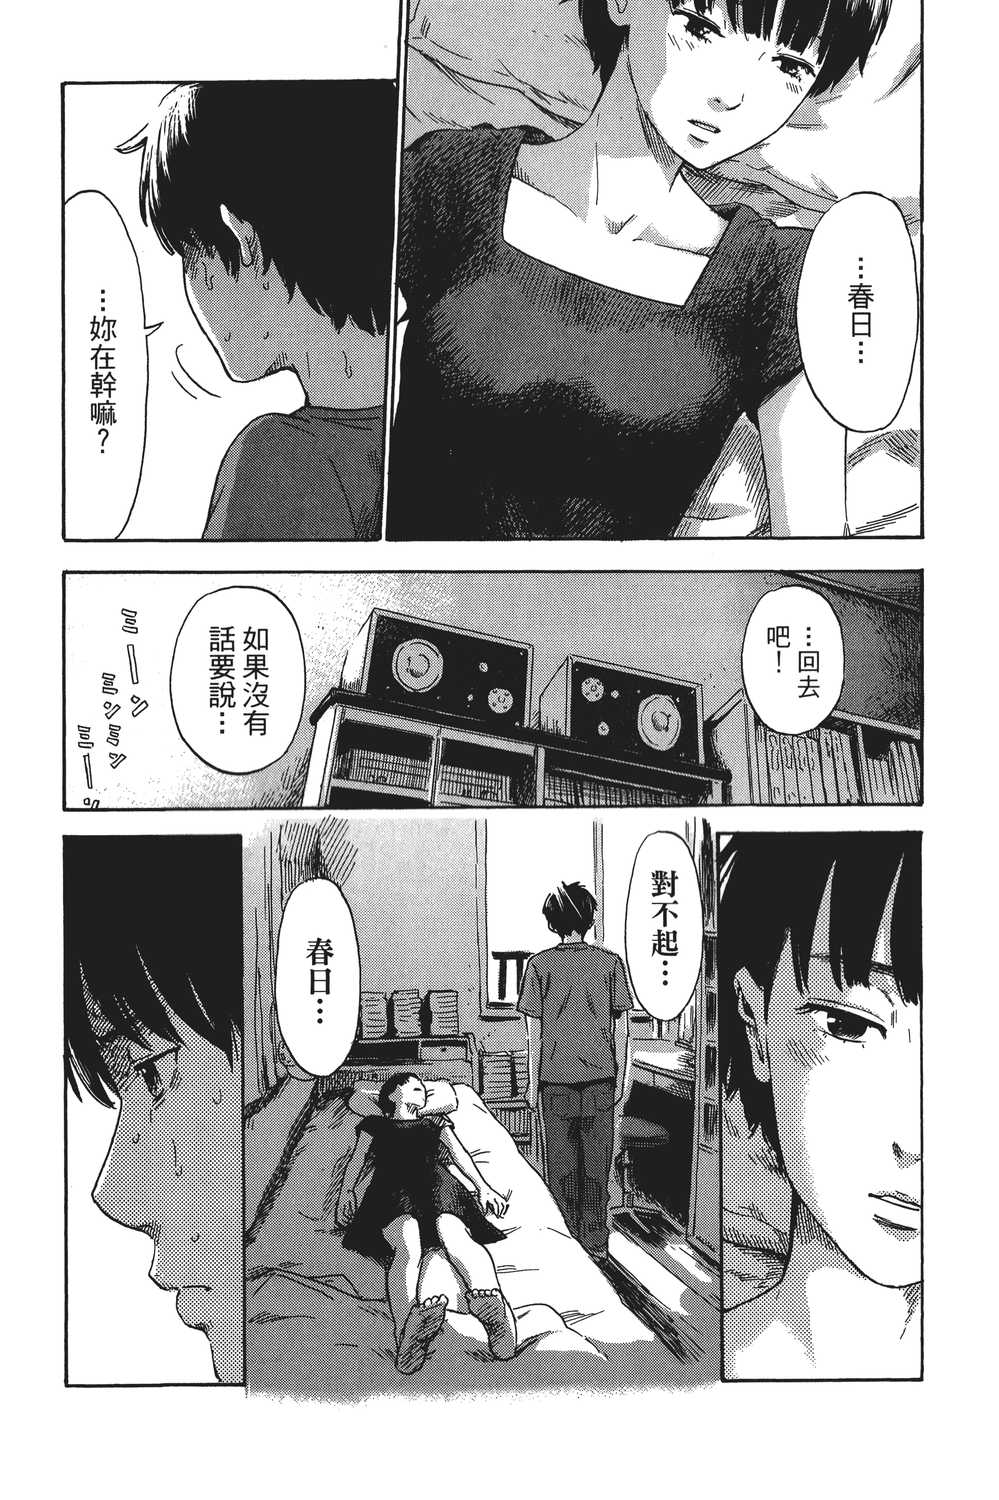 …春日…
…妳在幹嘛？
…回去
吧！
如果沒有
話要說…
ミーン
ミンミン
ミーン
對不起…
春日…